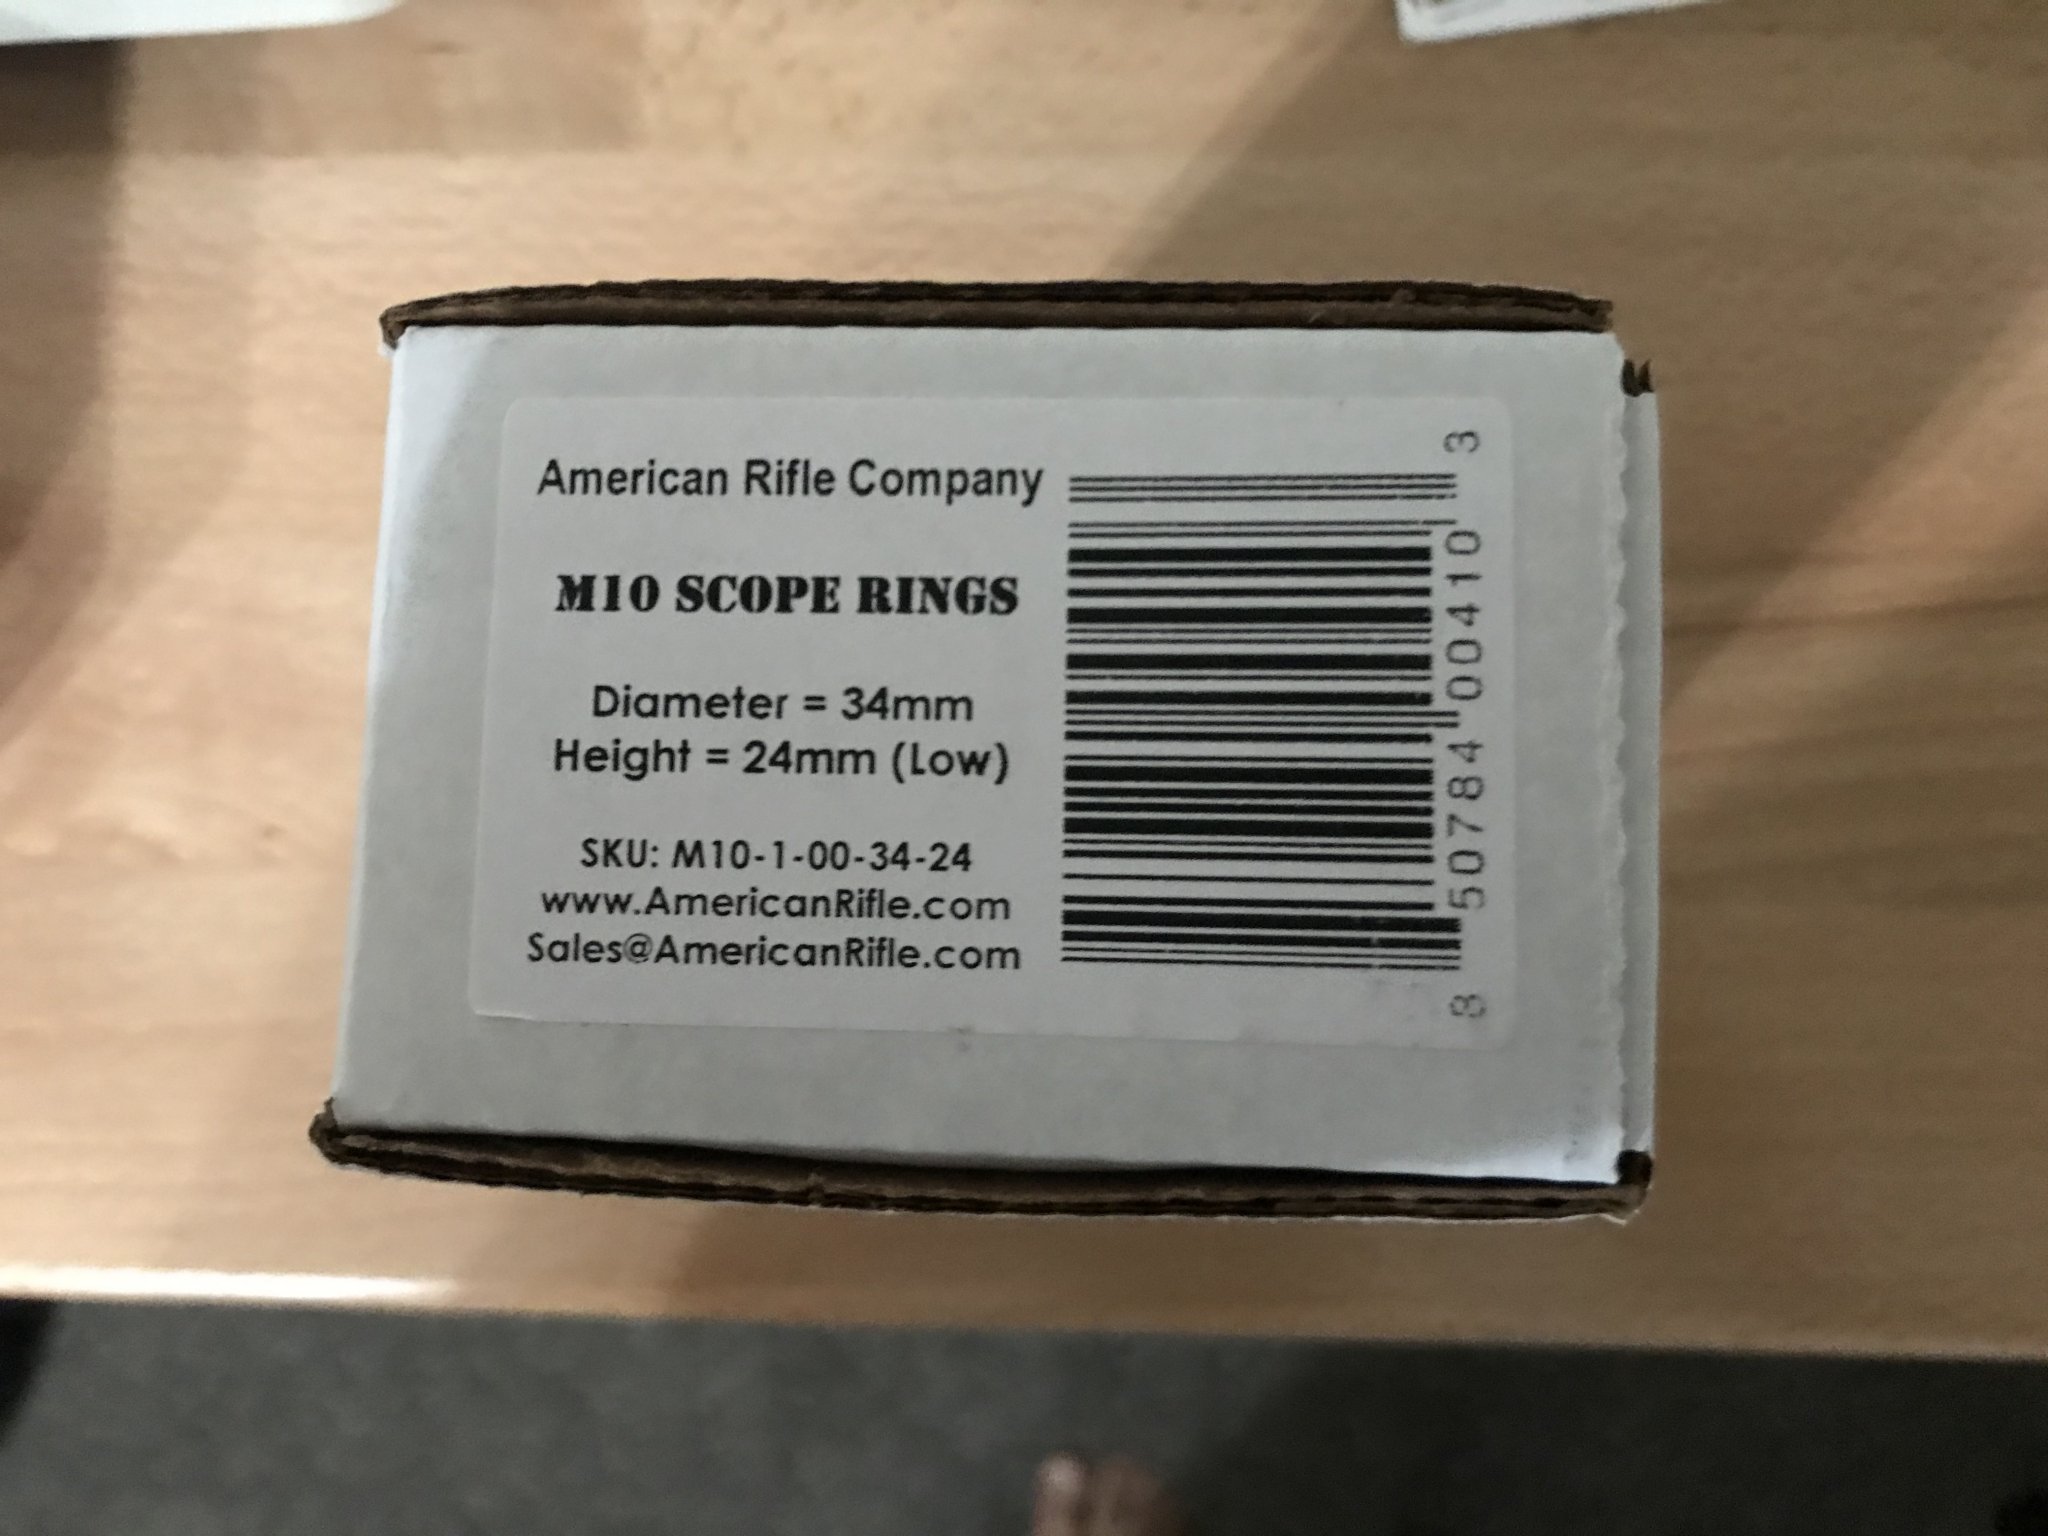 American Rifle Company
M10 SCOPE RINGS
Diameter = 34mm
Height = 24mm (Low)
SKU: M10-1-00-34-24
www.AmericanRifle.com
Sales@AmericanRifle.com
8 50784 00410 3